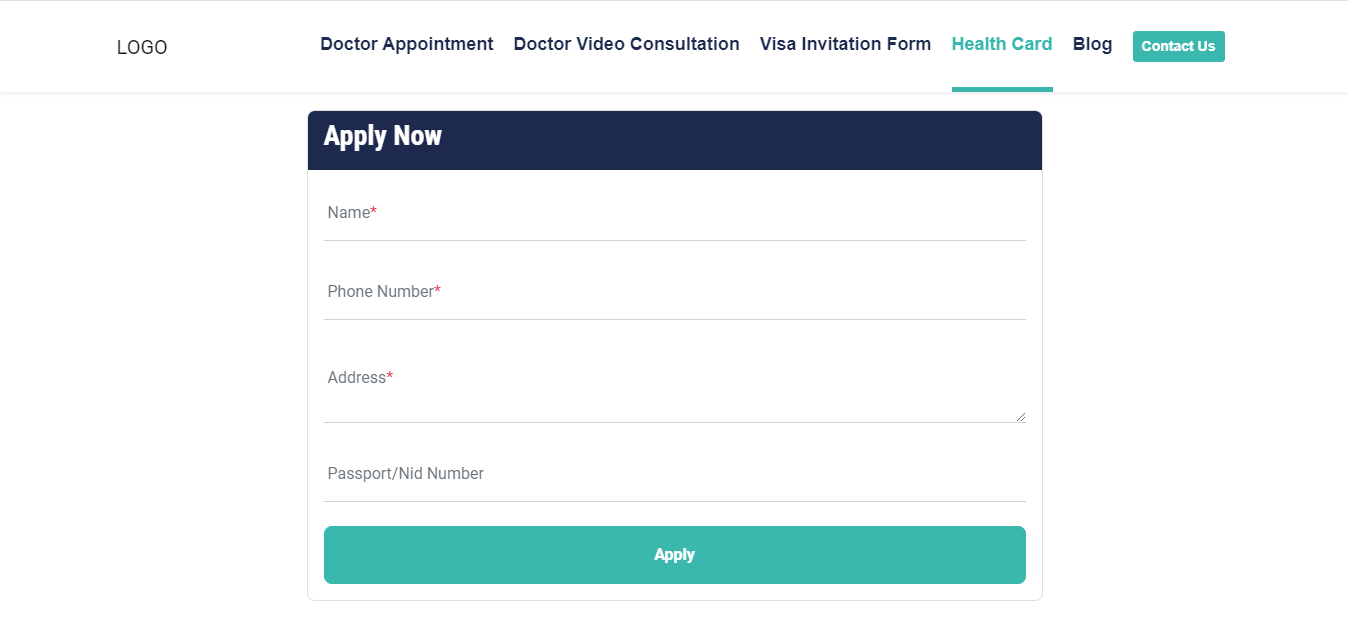 LOGO Doctor Appointment Doctor Video Consultation Visa Invitation Form Health Card Blog Contact Us
Apply Now
Name*
Phone Number*
Address*
Passport/Nid Number
Apply